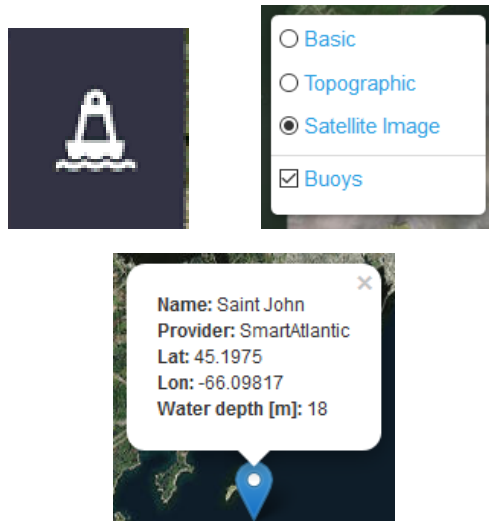 Basic
Topographic
Satellite Image
Buoys
×
Name: Saint John
Provider: SmartAtlantic
Lat: 45.1975
Lon: -66.09817
Water depth [m]: 18